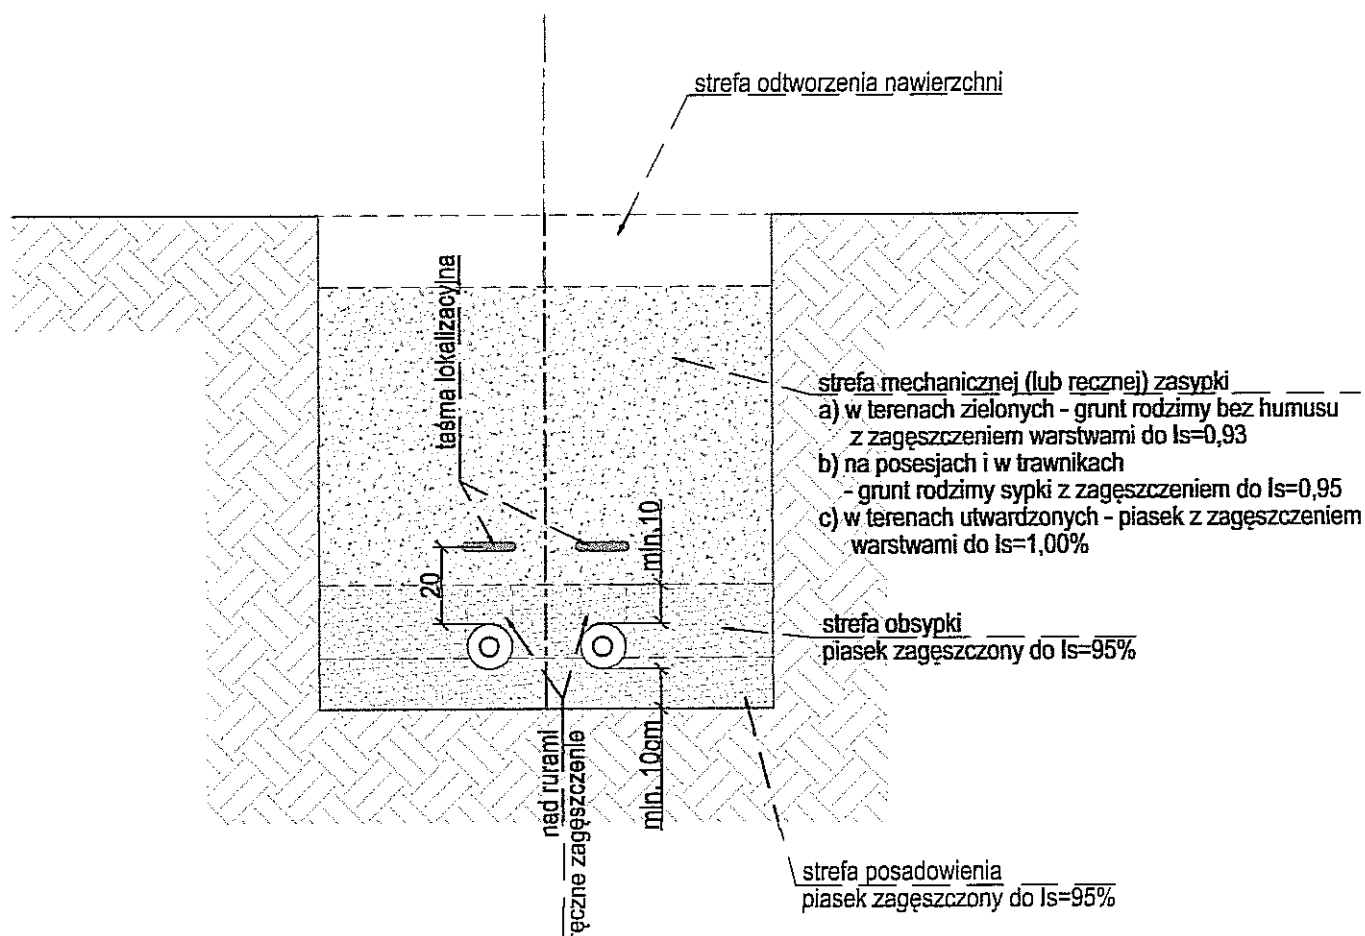 strefa odtworzenia nawierzchni
taśma lokalizacyjna
strefa mechanicznej (lub ręcznej) zasypki
a) w terenach zielonych - grunt rodzimy bez humusu
z zagęszczeniem warstwami do Is=0,93
b) na posesjach i w trawnikach
- grunt rodzimy sypki z zagęszczeniem do Is=0,95
c) w terenach utwardzonych - piasek z zagęszczeniem
warstwami do Is=1,00%
min.10
20
strefa obsypki
piasek zagęszczony do Is=95%
min. 10cm
nad rurami
ęczne zagęszczenie
strefa posadowienia
piasek zagęszczony do Is=95%